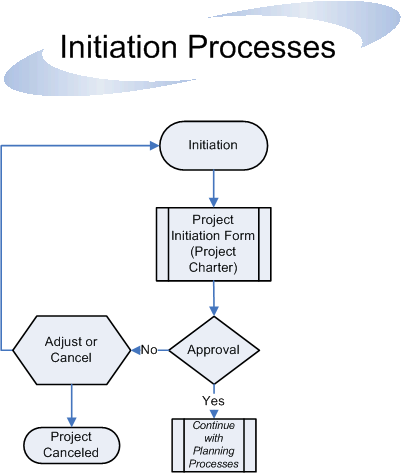 Initiation Processes
Initiation
Project
Initiation Form
(Project
Charter)
Adjust or
Cancel
No
Approval
Yes
Project
Canceled
Continue
with
Planning
Processes